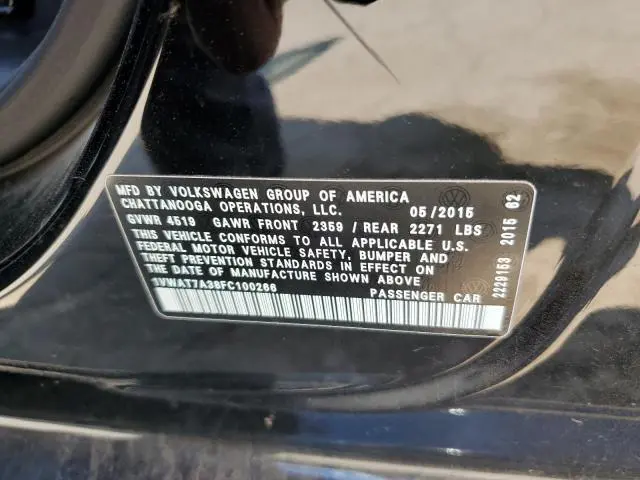 MFD BY VOLKSWAGEN GROUP OF AMERICA
CHATTANOOGA OPERATIONS, LLC. 05/2015
GVWR 4519 GAWR FRONT 2359 / REAR 2271 LBS
THIS VEHICLE CONFORMS TO ALL APPLICABLE U.S.
FEDERAL MOTOR VEHICLE SAFETY, BUMPER AND
THEFT PREVENTION STANDARDS IN EFFECT ON
THE DATE OF MANUFACTURE SHOWN ABOVE
1VWAT7A38FC100266 PASSENGER CAR
2229153 2015 62